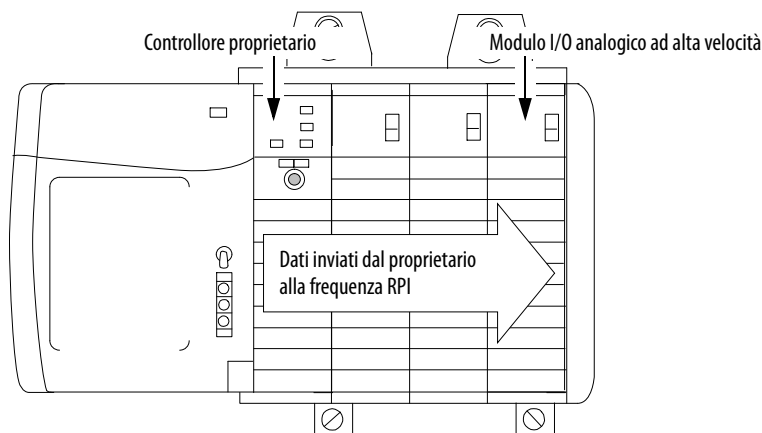 Controllore proprietario
Modulo I/O analogico ad alta velocità
Dati inviati dal proprietario
alla frequenza RPI